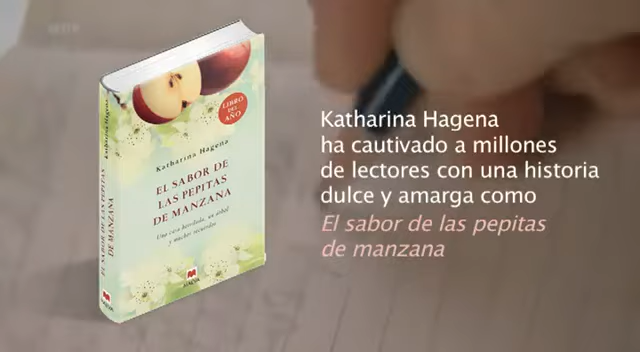 Katharina Hagena
LIBRO
DEL
AÑO
Katharina Hagena
EL SABOR DE
LAS PEPITAS
DE MANZANA
Una casa heredada, un árbol
y muchos recuerdos
MAEVA
EL SABOR DE LAS PEPITAS
DE MANZANA
MAEVA
Katharina Hagena
ha cautivado a millones
de lectores con una historia
dulce y amarga como
El sabor de las pepitas
de manzana